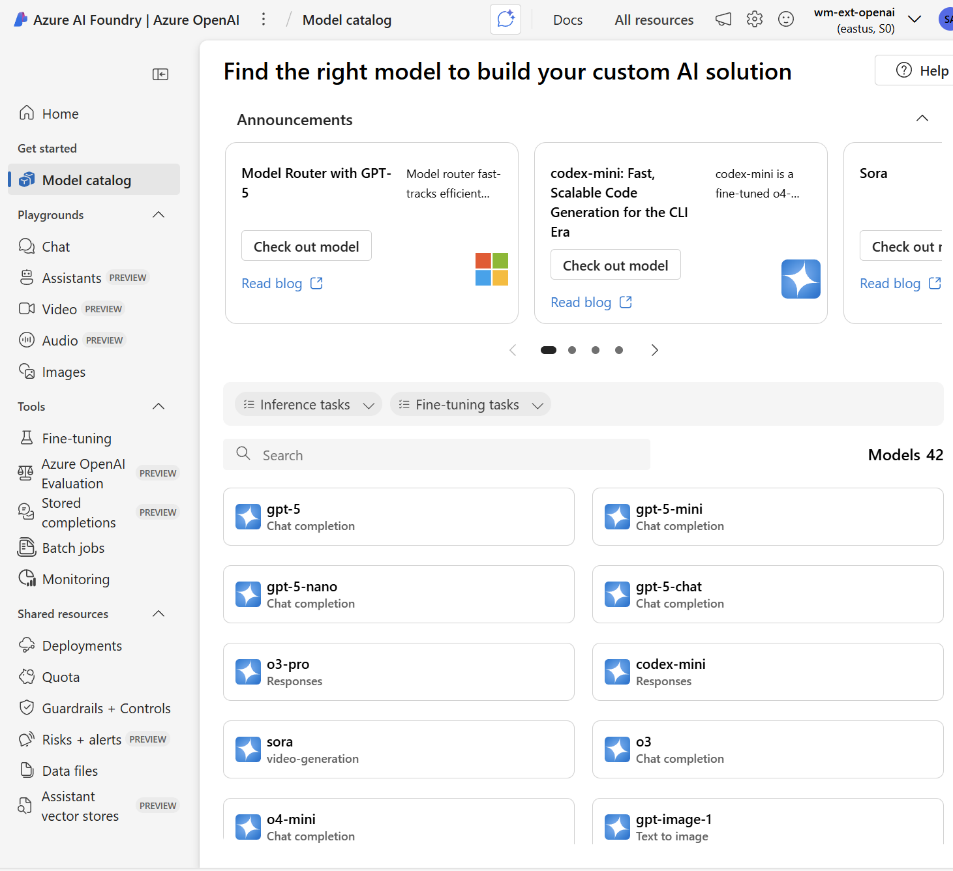 Azure AI Foundry | Azure OpenAI
/ Model catalog
Docs
All resources
wm-ext-openai
(eastus, S0)
SA
Home
Get started
Model catalog
Playgrounds
Chat
Assistants PREVIEW
Video PREVIEW
Audio PREVIEW
Images
Tools
Fine-tuning
Azure OpenAI
Evaluation
PREVIEW
Stored
completions
PREVIEW
Batch jobs
Monitoring
Shared resources
Deployments
Quota
Guardrails + Controls
Risks + alerts PREVIEW
Data files
Assistant
vector stores
PREVIEW
Find the right model to build your custom AI solution
Help
Announcements
Model Router with GPT-
5
Model router fast-
tracks efficient...
Check out model
Read blog
codex-mini: Fast,
Scalable Code
Generation for the CLI
Era
codex-mini is a
fine-tuned o4-...
Check out model
Read blog
Sora
Check out
Read blog
Inference tasks
Fine-tuning tasks
Search
Models 42
gpt-5
Chat completion
gpt-5-mini
Chat completion
gpt-5-nano
Chat completion
gpt-5-chat
Chat completion
o3-pro
Responses
codex-mini
Responses
sora
video-generation
o3
Chat completion
o4-mini
Chat completion
gpt-image-1
Text to image